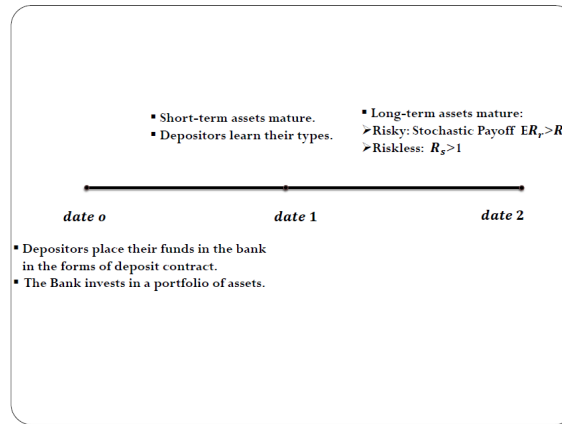 ▪ Short-term assets mature.
▪ Depositors learn their types.
▪ Long-term assets mature:
➢Risky: Stochastic Payoff ER_r>R
➢Riskless: R_s>1
date 0
date 1
date 2
▪ Depositors place their funds in the bank
in the forms of deposit contract.
▪ The Bank invests in a portfolio of assets.